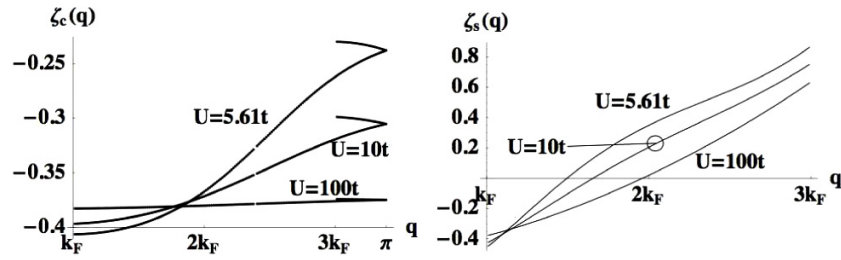 ζc(q)
−0.25
−0.3
−0.35
−0.4
U=5.61t
U=10t
U=100t
kF
2kF
3kF
π
q
ζs(q)
0.8
0.6
0.4
0.2
−0.2
−0.4
U=5.61t
U=10t
U=100t
kF
2kF
3kF
q